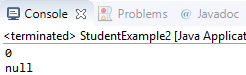 Console Problems @ Javadoc
<terminated> StudentExample2 [Java Applicat
0
null